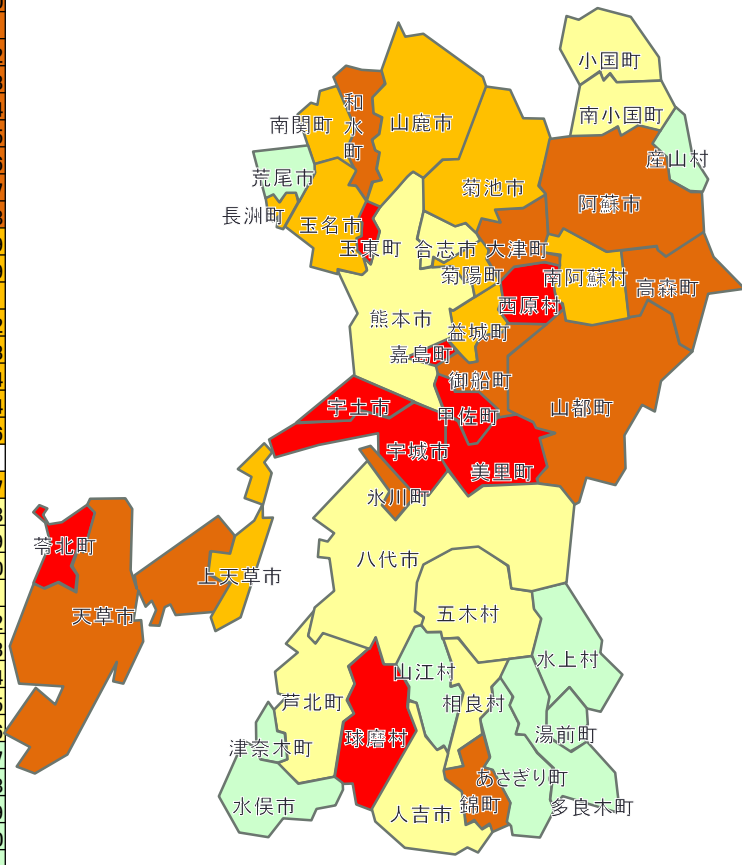 小国町
南小国町
産山村
和水町
南関町
山鹿市
荒尾市
菊池市
阿蘇市
長洲町
玉名市
玉東町
合志市
大津町
菊陽町
南阿蘇村
高森町
西原村
熊本市
益城町
嘉島町
御船町
山都町
宇土市
甲佐町
宇城市
美里町
氷川町
苓北町
八代市
上天草市
天草市
五木村
水上村
山江村
芦北町
相良村
湯前町
津奈木町
球磨村
あさぎり町
水俣市
人吉市
錦町
多良木町